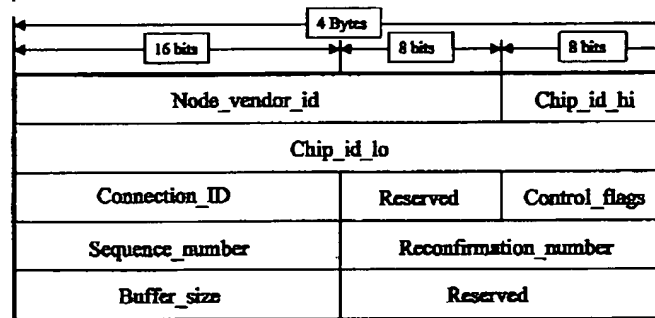 4 Bytes
16 bits 8 bits 8 bits
Node_vendor_id Chip_id_hi
Chip_id_lo
Connection_ID Reserved Control_flags
Sequence_number Reconfirmation_number
Buffer_size Reserved